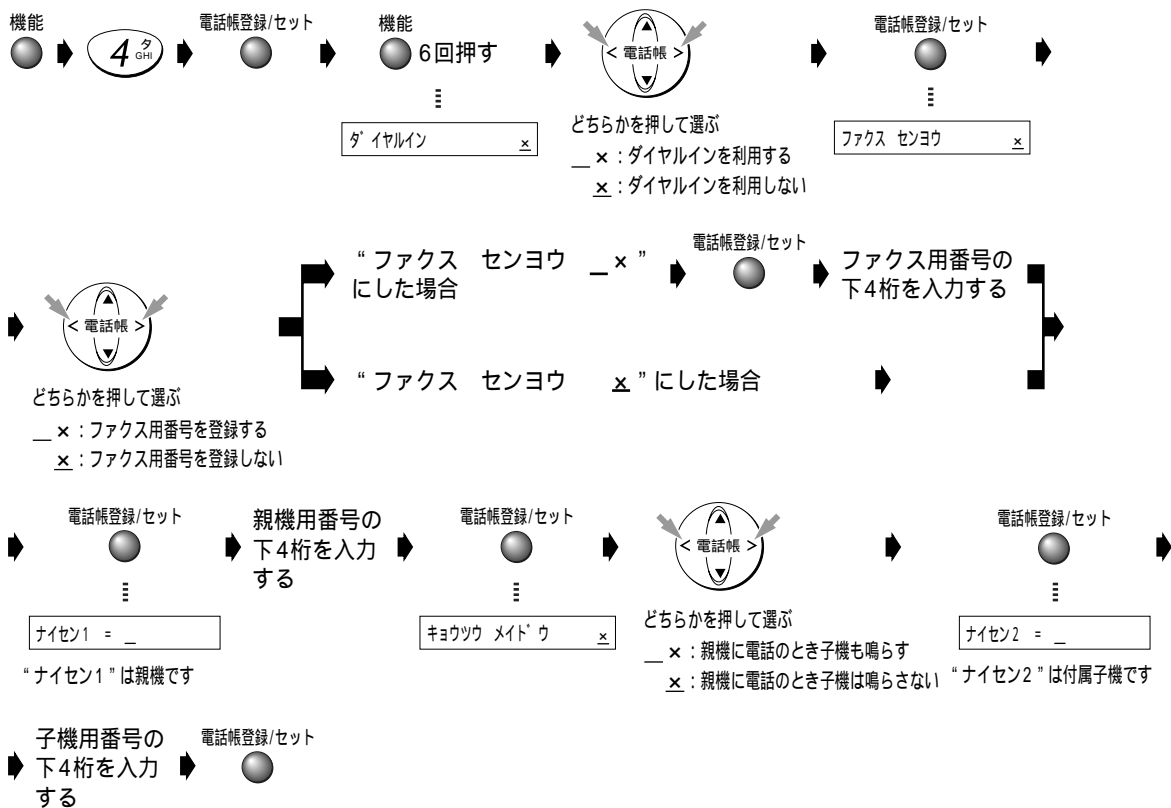 機能
4 タ GHI
電話帳登録/セット
機能
6回押す
ダイヤルイン ×
< 電話帳 >
どちらかを押して選ぶ
_ ×：ダイヤルインを利用する
×：ダイヤルインを利用しない
電話帳登録/セット
ファクス センヨウ ×
< 電話帳 >
どちらかを押して選ぶ
_ ×：ファクス用番号を登録する
×：ファクス用番号を登録しない
“ファクス センヨウ _×”
にした場合
電話帳登録/セット
ファクス用番号の
下4桁を入力する
“ファクス センヨウ ×”にした場合
電話帳登録/セット
ナイセン1 = _
“ナイセン1”は親機です
親機用番号の
下4桁を入力
する
電話帳登録/セット
キョウツウ メイドウ ×
< 電話帳 >
どちらかを押して選ぶ
_ ×：親機に電話のとき子機も鳴らす
×：親機に電話のとき子機は鳴らさない
電話帳登録/セット
ナイセン2 = _
“ナイセン2”は付属子機です
子機用番号の
下4桁を入力
する
電話帳登録/セット